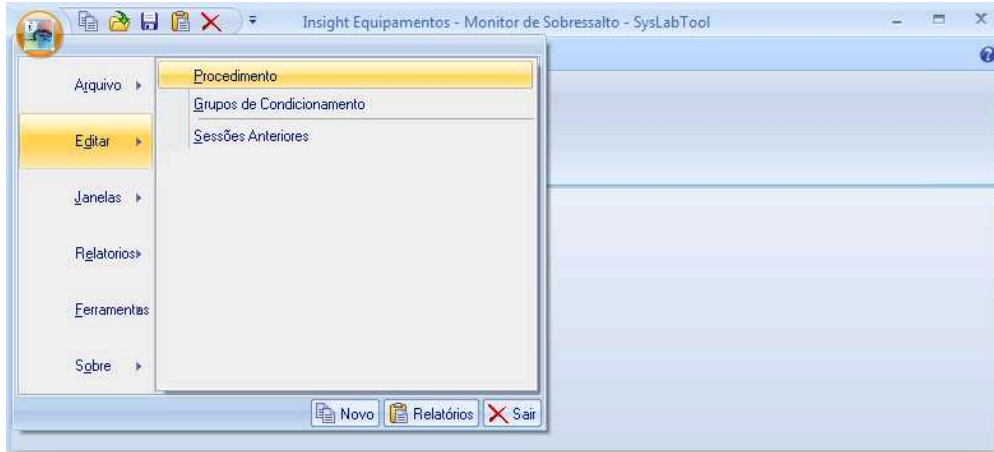 Insight Equipamentos - Monitor de Sobressalto - SysLabTool
Arquivo
Editar
Janelas
Relatorios
Ferramentas
Sobre
Procedimento
Grupos de Condicionamento
Sessões Anteriores
Novo
Relatórios
Sair